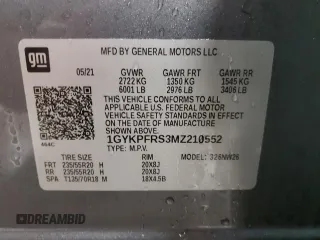 gm
MFD BY GENERAL MOTORS LLC
05/21 GVWR GAWR FRT GAWR RR
2722 KG 1350 KG 1545 KG
6001 LB 2976 LB 3406 LB
THIS VEHICLE CONFORMS TO ALL APPLICABLE
U.S. FEDERAL MOTOR VEHICLE SAFETY
STANDARDS IN EFFECT ON THE DATE OF
MANUFACTURE SHOWN ABOVE.
1GYKPFRS3MZ210552
TYPE: M.P.V. MODEL: 326NW26
TIRE SIZE RIM
FRT 235/55R20 H 20X8J
RR 235/55R20 H 20X8J
SPA T135/70R18 M 18X4.5B
DREAMBID